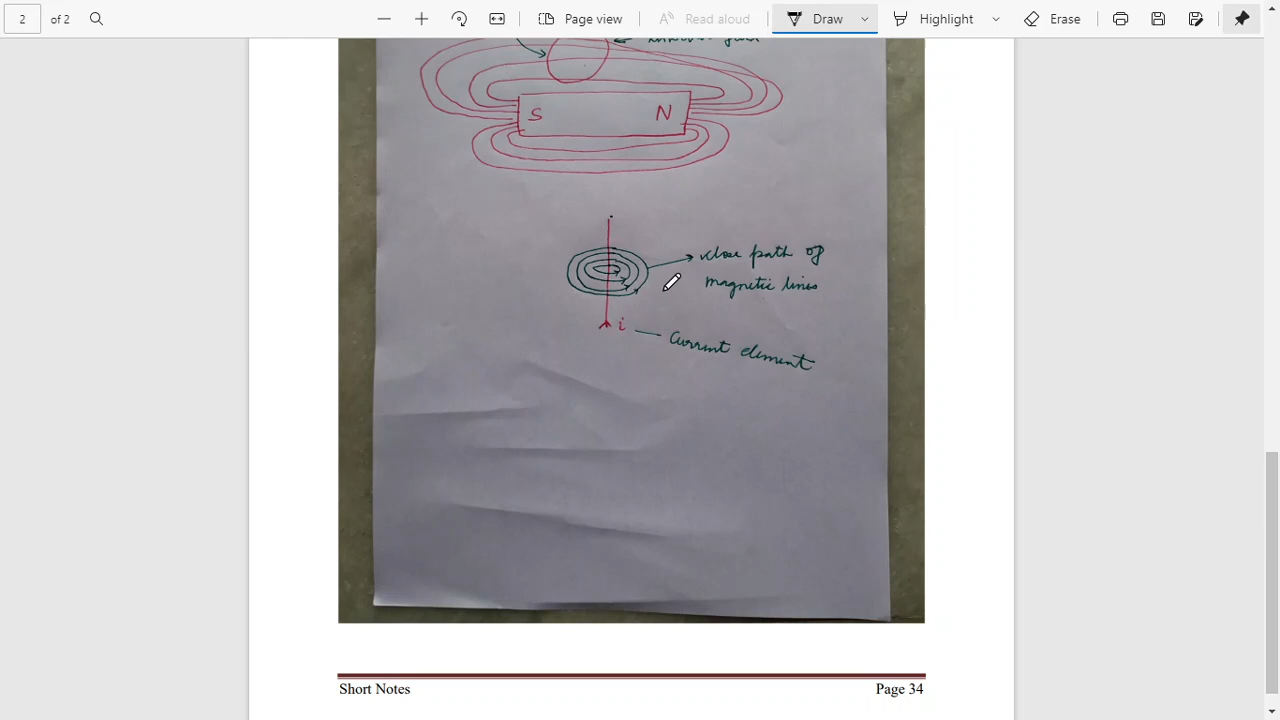 2
of 2
Page view
Read aloud
Draw
Highlight
Erase
S
N
close path of
magnetic lines
i
Current element
Short Notes
Page 34